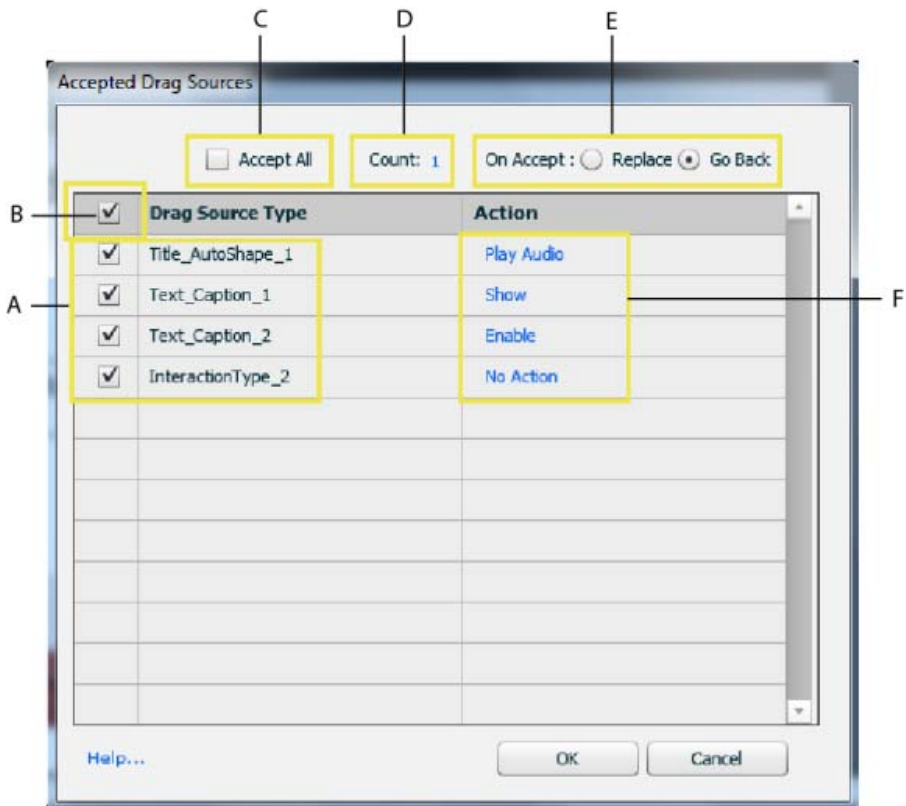 C D E
Accepted Drag Sources
Accept All Count: 1 On Accept : Replace Go Back
B Drag Source Type Action
Title_AutoShape_1 Play Audio
A Text_Caption_1 Show F
Text_Caption_2 Enable
InteractionType_2 No Action
Help... OK Cancel